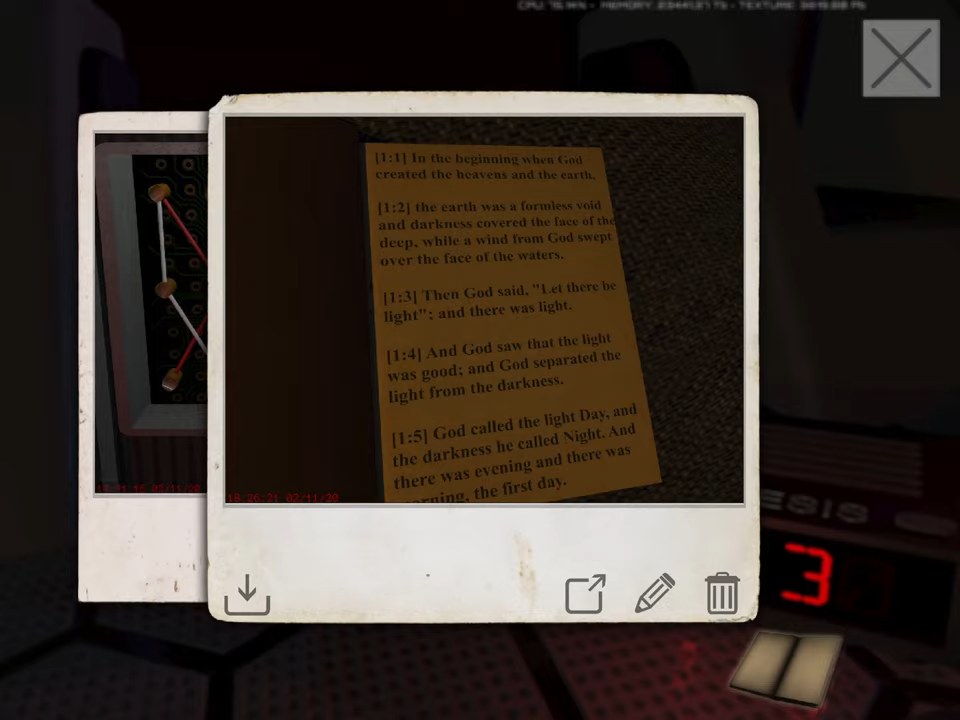 [1:1] In the beginning when God
created the heavens and the earth.
[1:2] the earth was a formless void
and darkness covered the face of the
deep, while a wind from God swept
over the face of the waters.
[1:3] Then God said, "Let there be
light"; and there was light.
[1:4] And God saw that the light
was good; and God separated the
light from the darkness.
[1:5] God called the light Day, and
the darkness he called Night. And
there was evening and there was
morning, the first day.
18:26:31 02/11/20
3